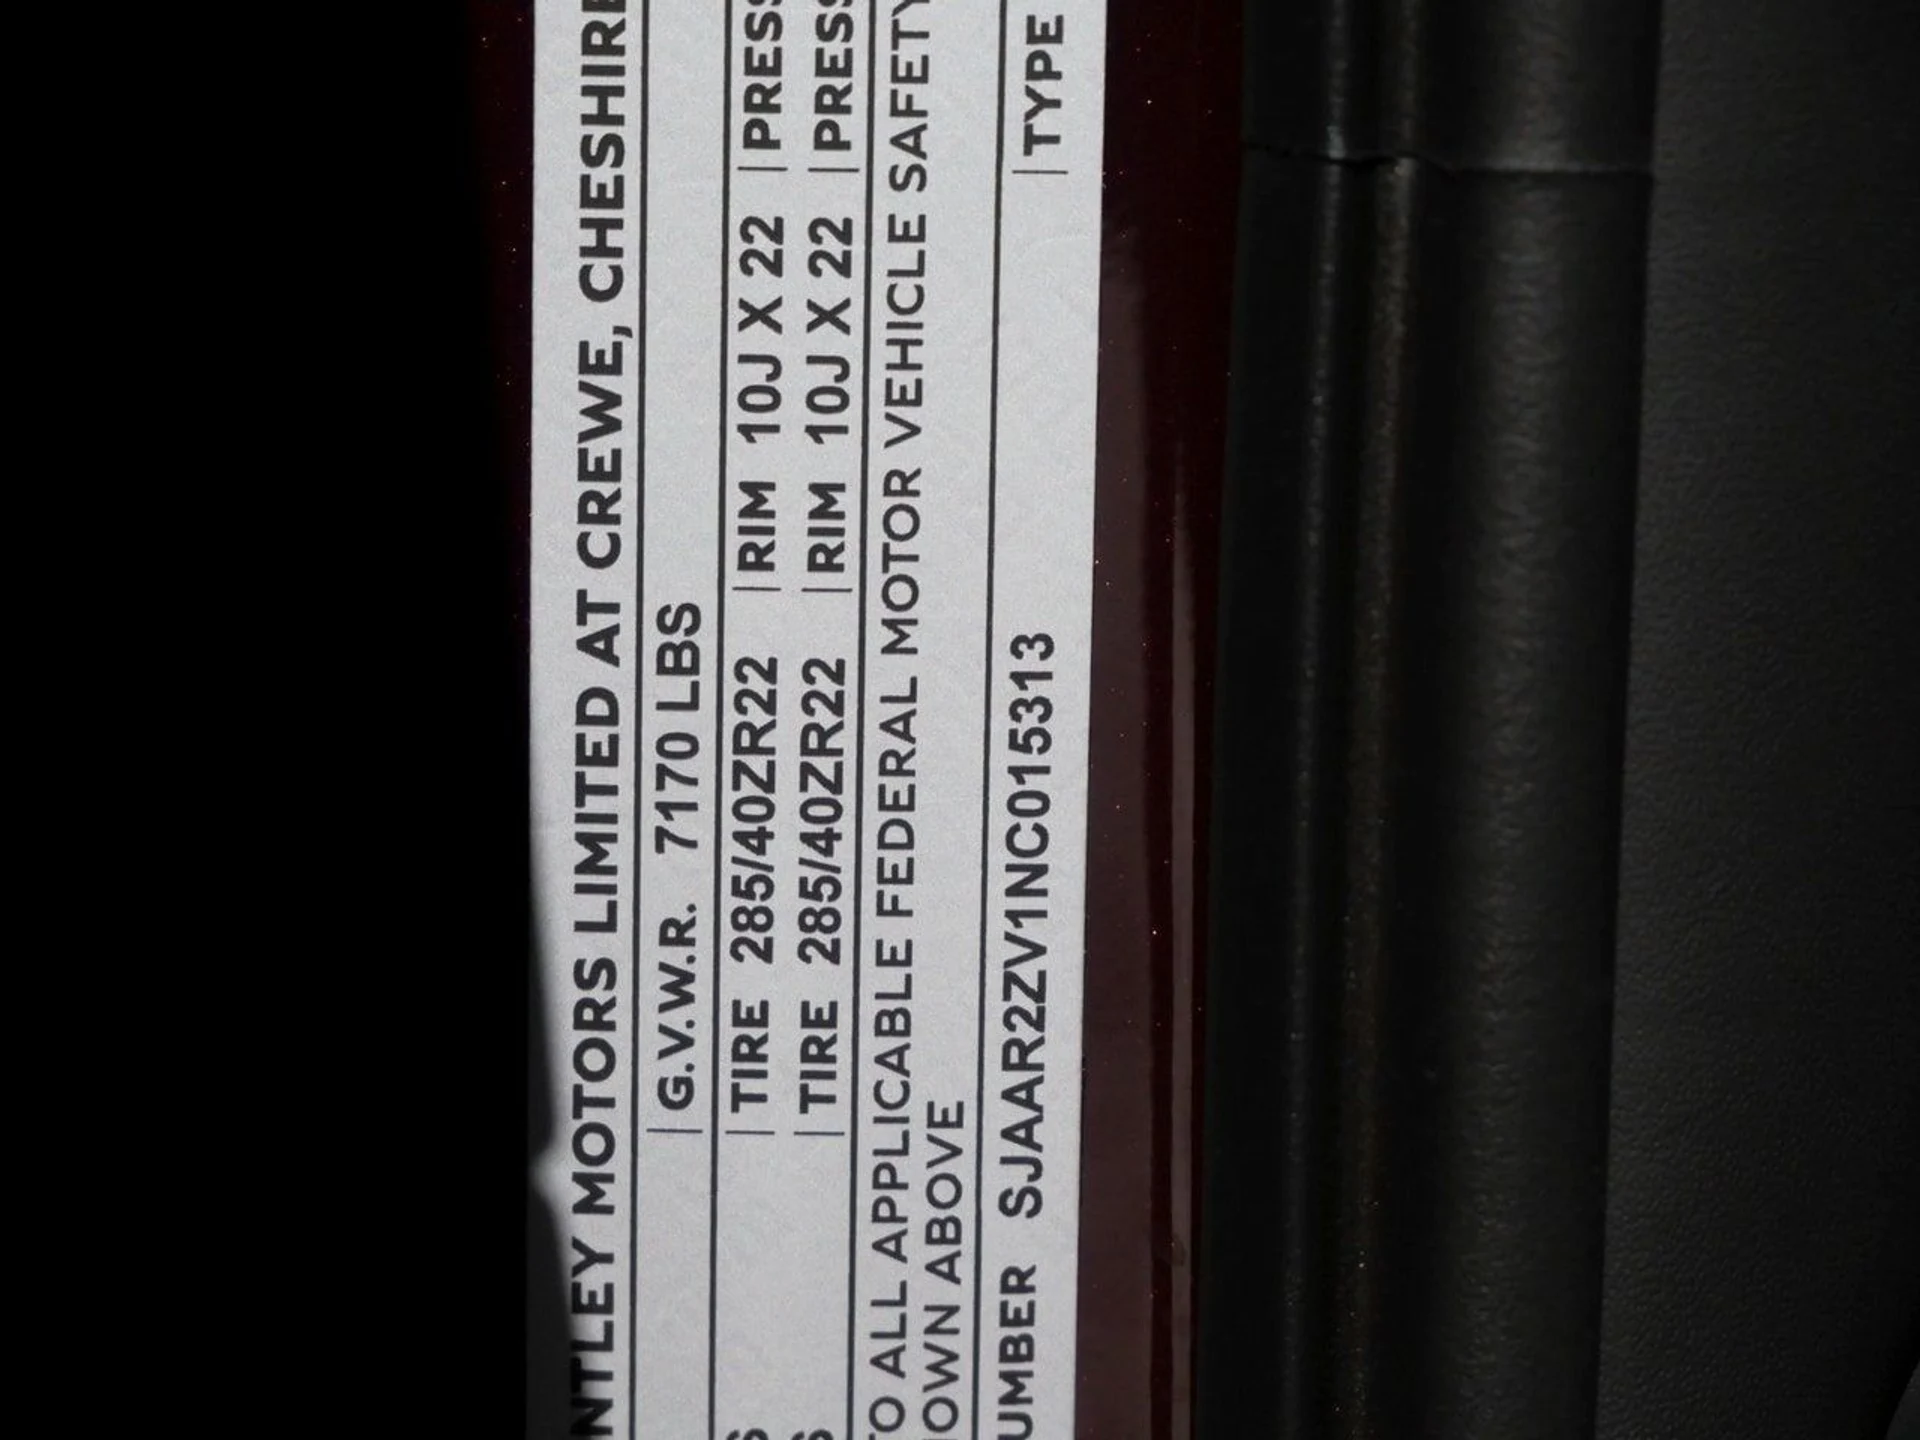 NTLEY MOTORS LIMITED AT CREWE, CHESHIRE
G.V.W.R. 7170 LBS
TIRE 285/40ZR22 RIM 10J X 22 PRESS
TIRE 285/40ZR22 RIM 10J X 22 PRESS
TO ALL APPLICABLE FEDERAL MOTOR VEHICLE SAFETY
OWN ABOVE
UMBER SJAAR2ZV1NC015313 TYPE